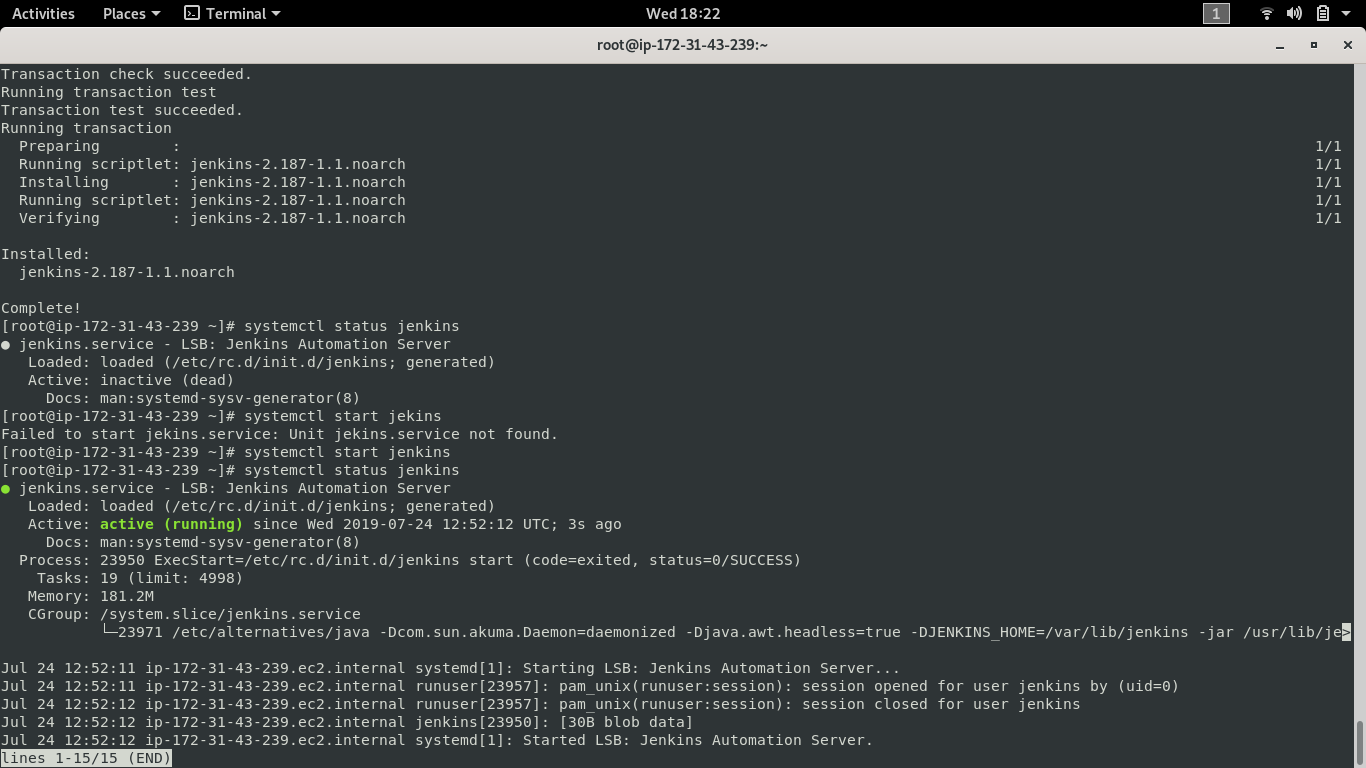 Activities Places Terminal Wed 18:22 1
root@ip-172-31-43-239:~
Transaction check succeeded.
Running transaction test
Transaction test succeeded.
Running transaction
  Preparing        : 1/1
  Running scriptlet: jenkins-2.187-1.1.noarch 1/1
  Installing       : jenkins-2.187-1.1.noarch 1/1
  Running scriptlet: jenkins-2.187-1.1.noarch 1/1
  Verifying        : jenkins-2.187-1.1.noarch 1/1

Installed:
  jenkins-2.187-1.1.noarch

Complete!
[root@ip-172-31-43-239 ~]# systemctl status jenkins
● jenkins.service - LSB: Jenkins Automation Server
   Loaded: loaded (/etc/rc.d/init.d/jenkins; generated)
   Active: inactive (dead)
     Docs: man:systemd-sysv-generator(8)
[root@ip-172-31-43-239 ~]# systemctl start jekins
Failed to start jekins.service: Unit jekins.service not found.
[root@ip-172-31-43-239 ~]# systemctl start jenkins
[root@ip-172-31-43-239 ~]# systemctl status jenkins
● jenkins.service - LSB: Jenkins Automation Server
   Loaded: loaded (/etc/rc.d/init.d/jenkins; generated)
   Active: active (running) since Wed 2019-07-24 12:52:12 UTC; 3s ago
     Docs: man:systemd-sysv-generator(8)
  Process: 23950 ExecStart=/etc/rc.d/init.d/jenkins start (code=exited, status=0/SUCCESS)
    Tasks: 19 (limit: 4998)
   Memory: 181.2M
   CGroup: /system.slice/jenkins.service
           └─23971 /etc/alternatives/java -Dcom.sun.akuma.Daemon=daemonized -Djava.awt.headless=true -DJENKINS_HOME=/var/lib/jenkins -jar /usr/lib/je>

Jul 24 12:52:11 ip-172-31-43-239.ec2.internal systemd[1]: Starting LSB: Jenkins Automation Server...
Jul 24 12:52:11 ip-172-31-43-239.ec2.internal runuser[23957]: pam_unix(runuser:session): session opened for user jenkins by (uid=0)
Jul 24 12:52:12 ip-172-31-43-239.ec2.internal runuser[23957]: pam_unix(runuser:session): session closed for user jenkins
Jul 24 12:52:12 ip-172-31-43-239.ec2.internal jenkins[23950]: [30B blob data]
Jul 24 12:52:12 ip-172-31-43-239.ec2.internal systemd[1]: Started LSB: Jenkins Automation Server.
lines 1-15/15 (END)